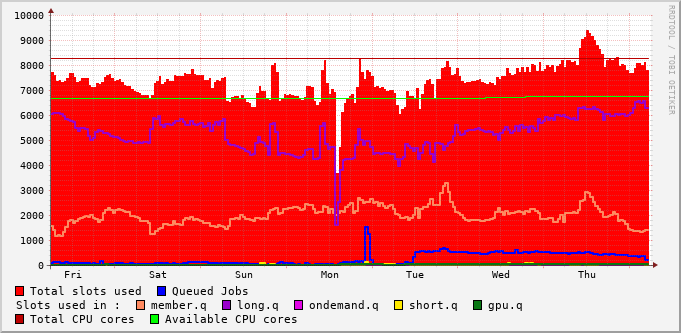 10000
9000
8000
7000
6000
5000
4000
3000
2000
1000
0
Fri Sat Sun Mon Tue Wed Thu
RRDTOOL / TOBI OETIKER
Total slots used Queued Jobs
Slots used in : member.q long.q ondemand.q short.q gpu.q
Total CPU cores Available CPU cores